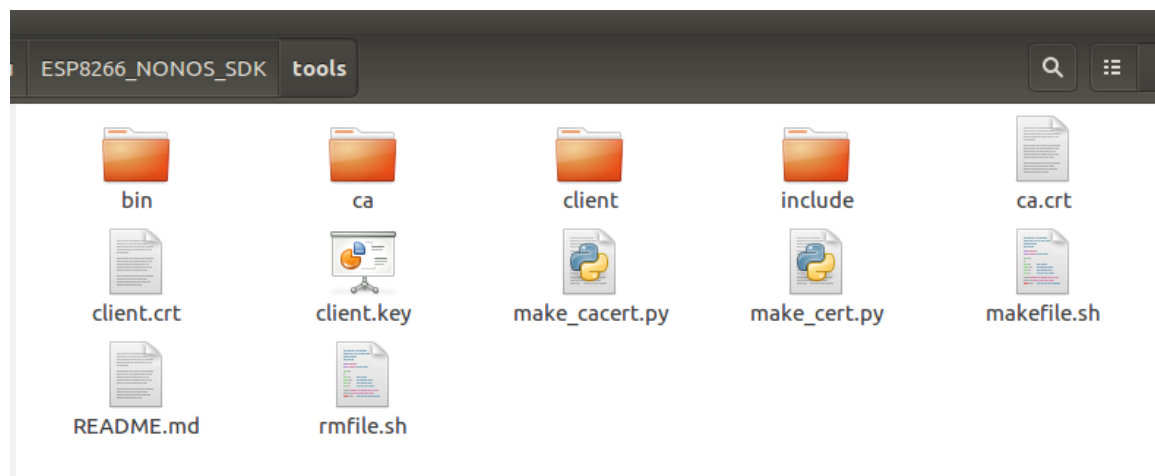 ESP8266_NONOS_SDK tools
bin ca client include ca.crt
client.crt client.key make_cacert.py make_cert.py makefile.sh
README.md rmfile.sh